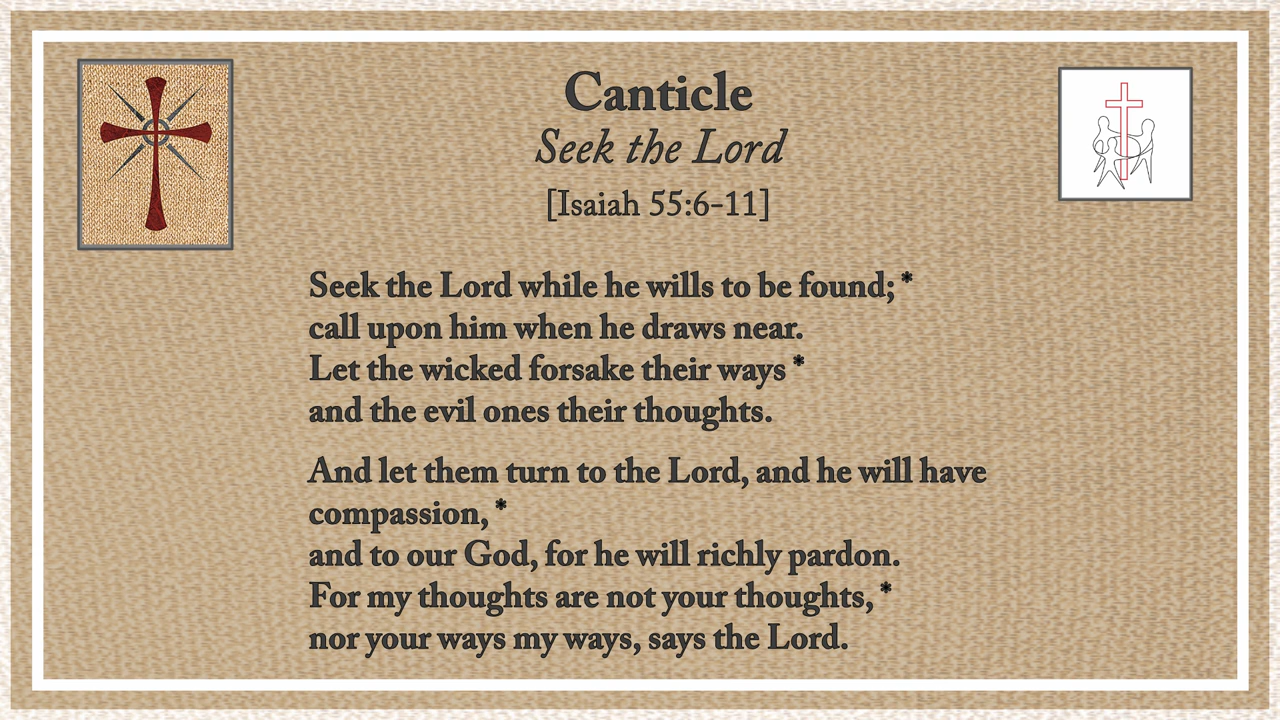 Canticle
Seek the Lord
[Isaiah 55:6-11]
Seek the Lord while he wills to be found; *
call upon him when he draws near.
Let the wicked forsake their ways *
and the evil ones their thoughts.
And let them turn to the Lord, and he will have
compassion, *
and to our God, for he will richly pardon.
For my thoughts are not your thoughts, *
nor your ways my ways, says the Lord.